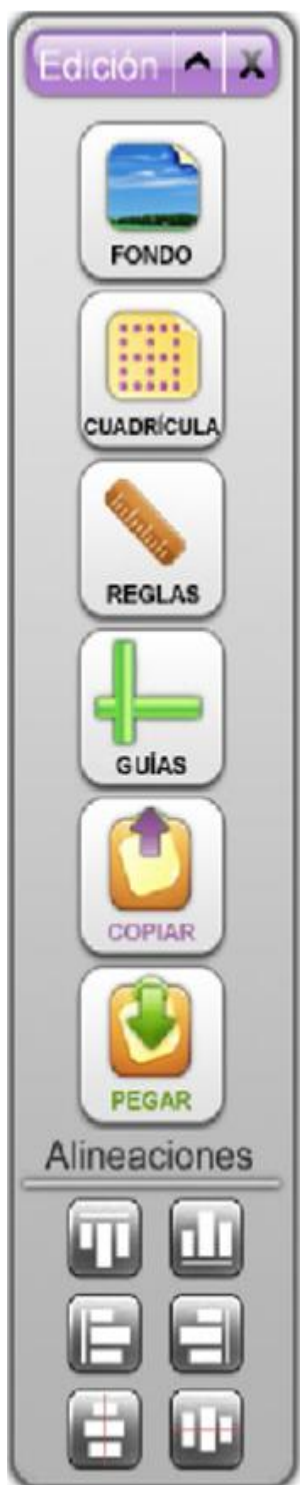 Edición
FONDO
CUADRÍCULA
REGLAS
GUÍAS
COPIAR
PEGAR
Alineaciones